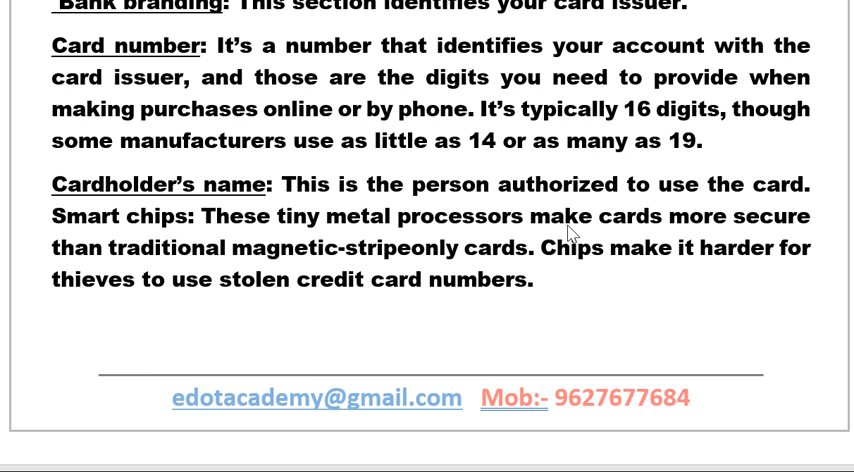 Bank branding: This section identifies your card issuer.
Card number: It’s a number that identifies your account with the
card issuer, and those are the digits you need to provide when
making purchases online or by phone. It’s typically 16 digits, though
some manufacturers use as little as 14 or as many as 19.
Cardholder’s name: This is the person authorized to use the card.
Smart chips: These tiny metal processors make cards more secure
than traditional magnetic-stripeonly cards. Chips make it harder for
thieves to use stolen credit card numbers.
edotacademy@gmail.com Mob:- 9627677684